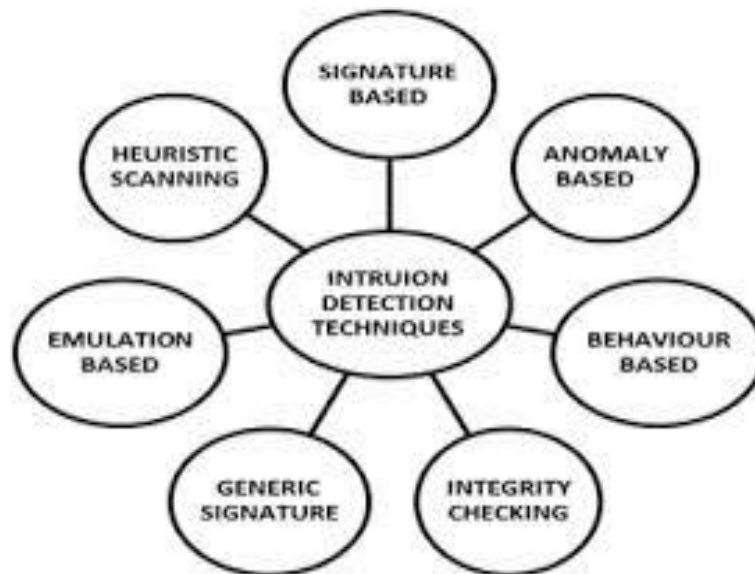 SIGNATURE
BASED
HEURISTIC
SCANNING
ANOMALY
BASED
INTRUION
DETECTION
TECHNIQUES
EMULATION
BASED
BEHAVIOUR
BASED
GENERIC
SIGNATURE
INTEGRITY
CHECKING